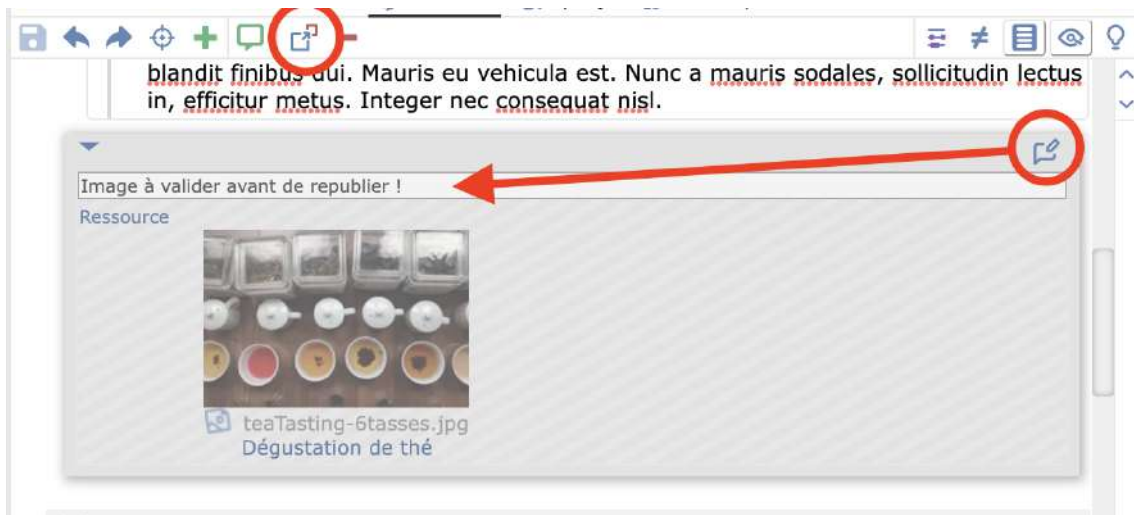 blandit finibus dui. Mauris eu vehicula est. Nunc a mauris sodales, sollicitudin lectus
in, efficitur metus. Integer nec consequat nisl.
Image à valider avant de republier !
Ressource
teaTasting-6tasses.jpg
Dégustation de thé